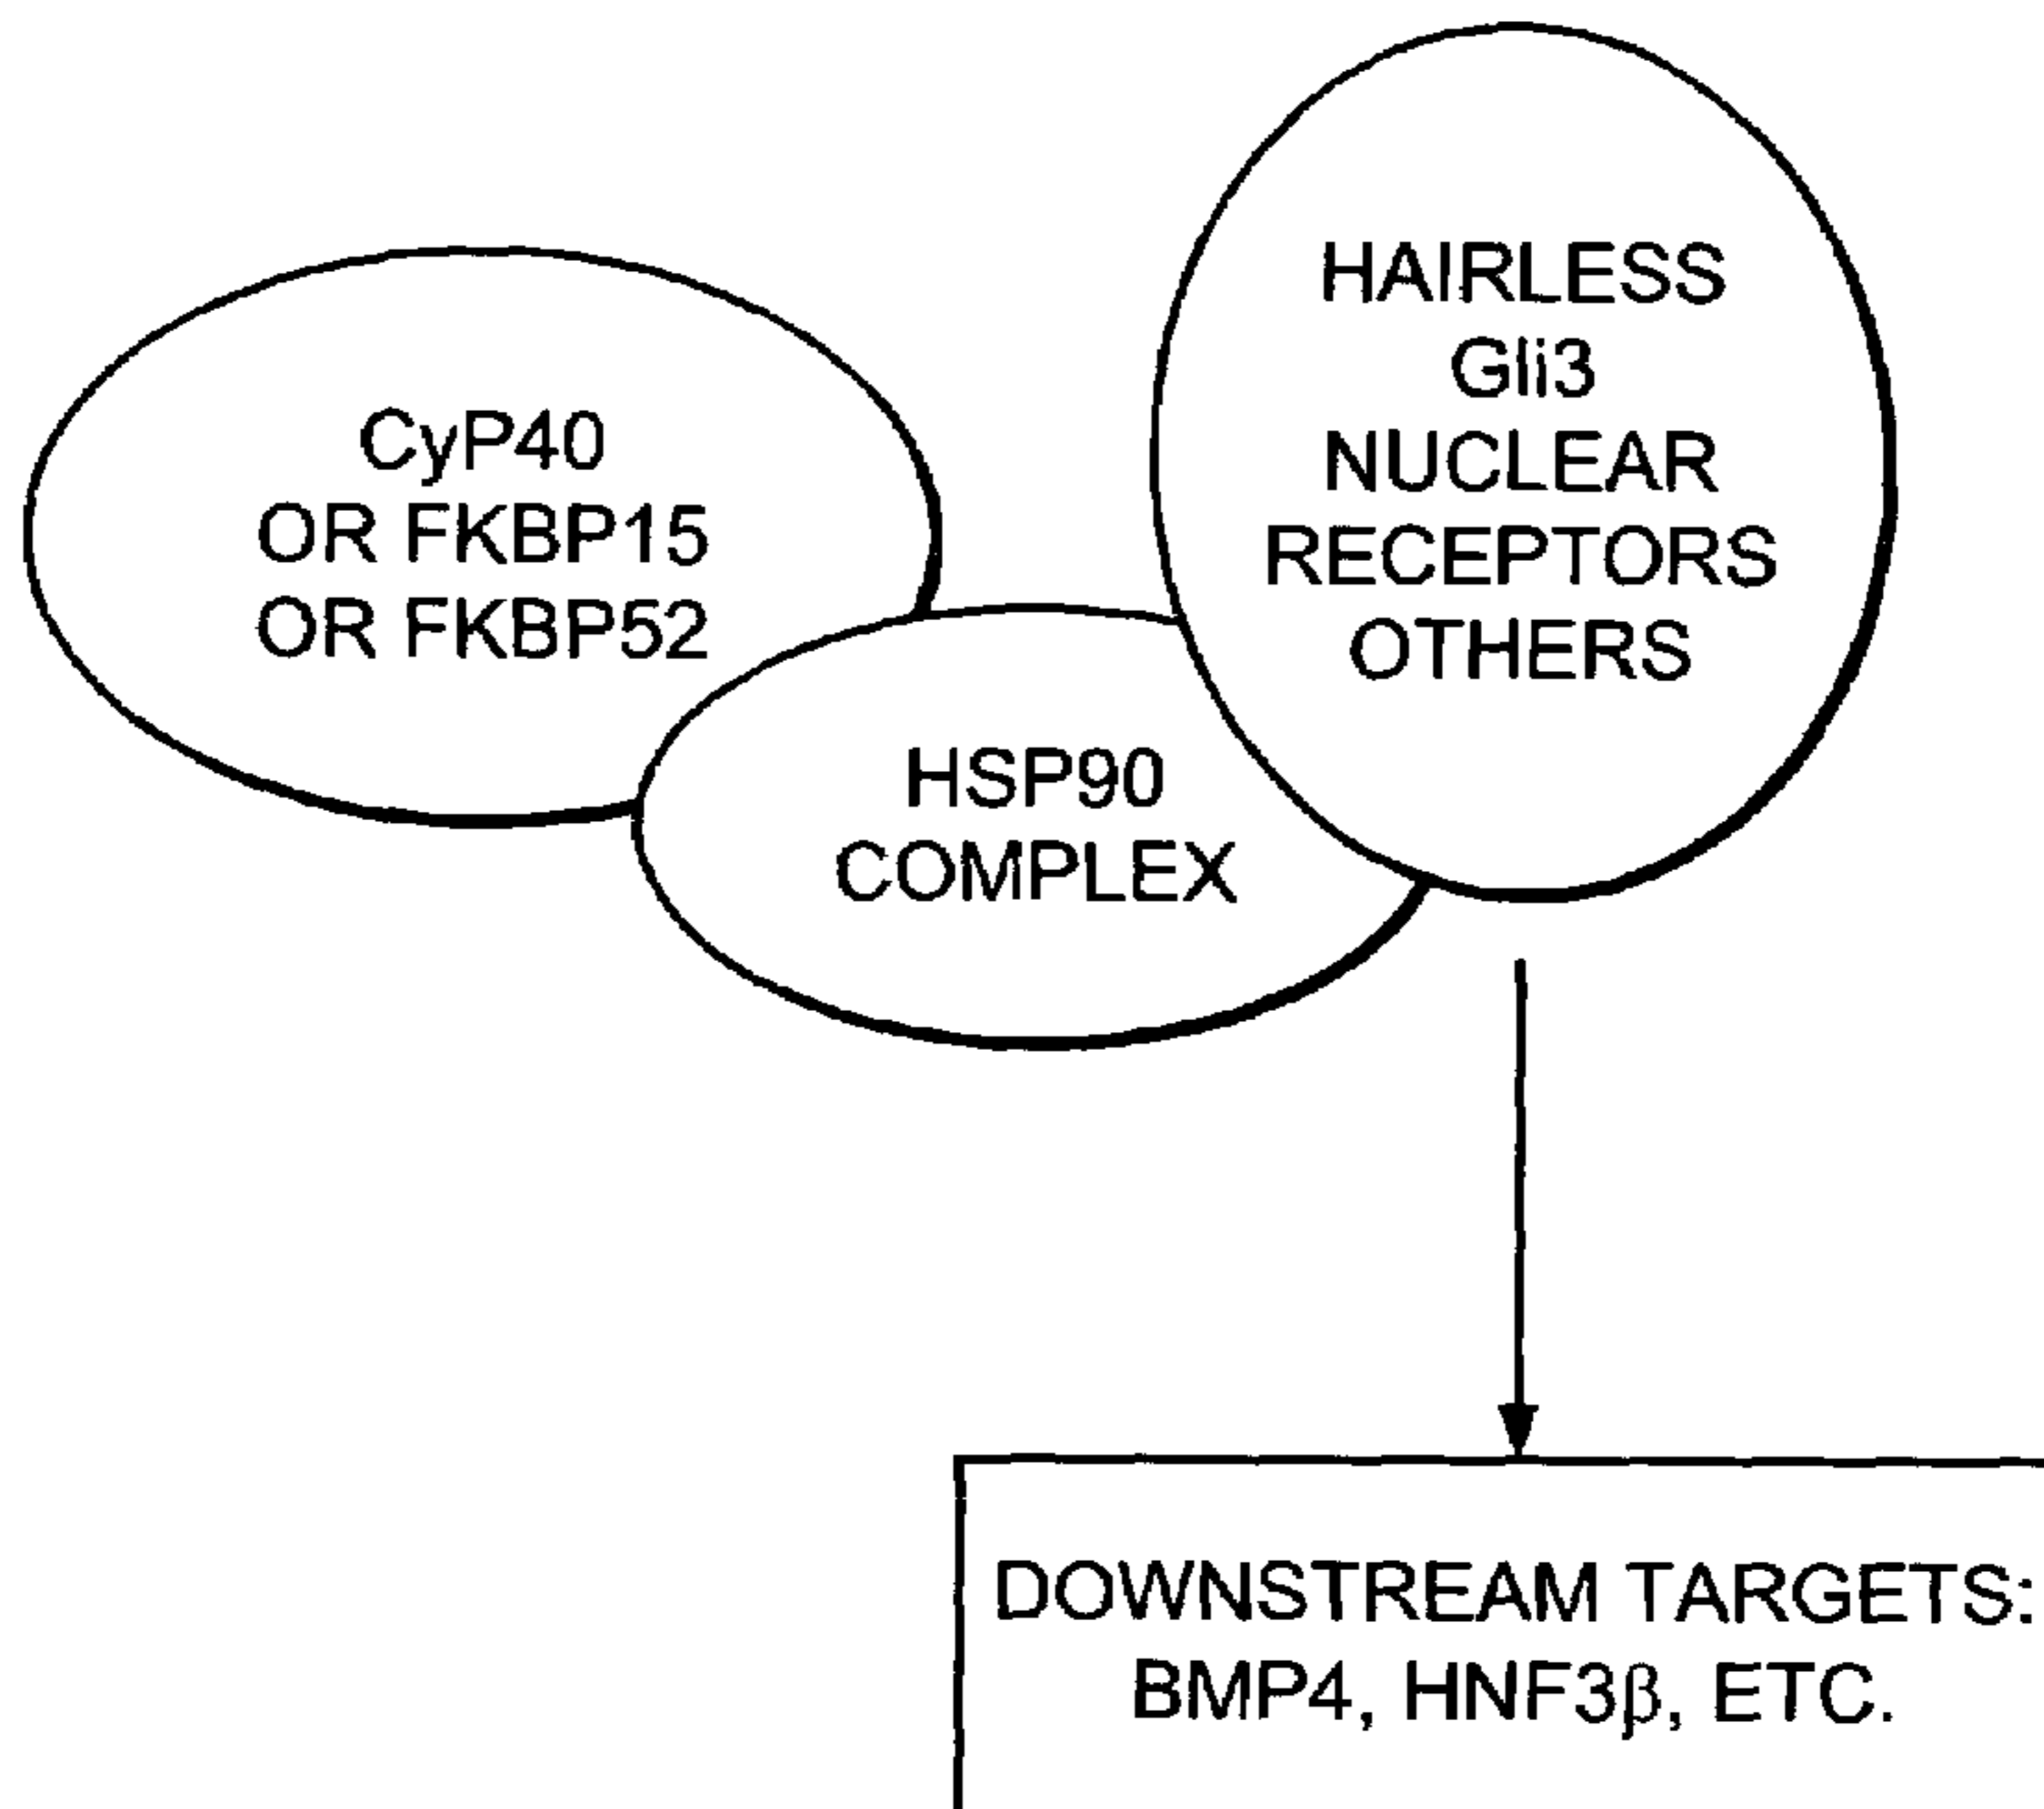 CyP40
OR FKBP15
OR FKBP52
HAIRLESS
Gli3
NUCLEAR
RECEPTORS
OTHERS
HSP90
COMPLEX
DOWNSTREAM TARGETS:
BMP4, HNF3β, ETC.